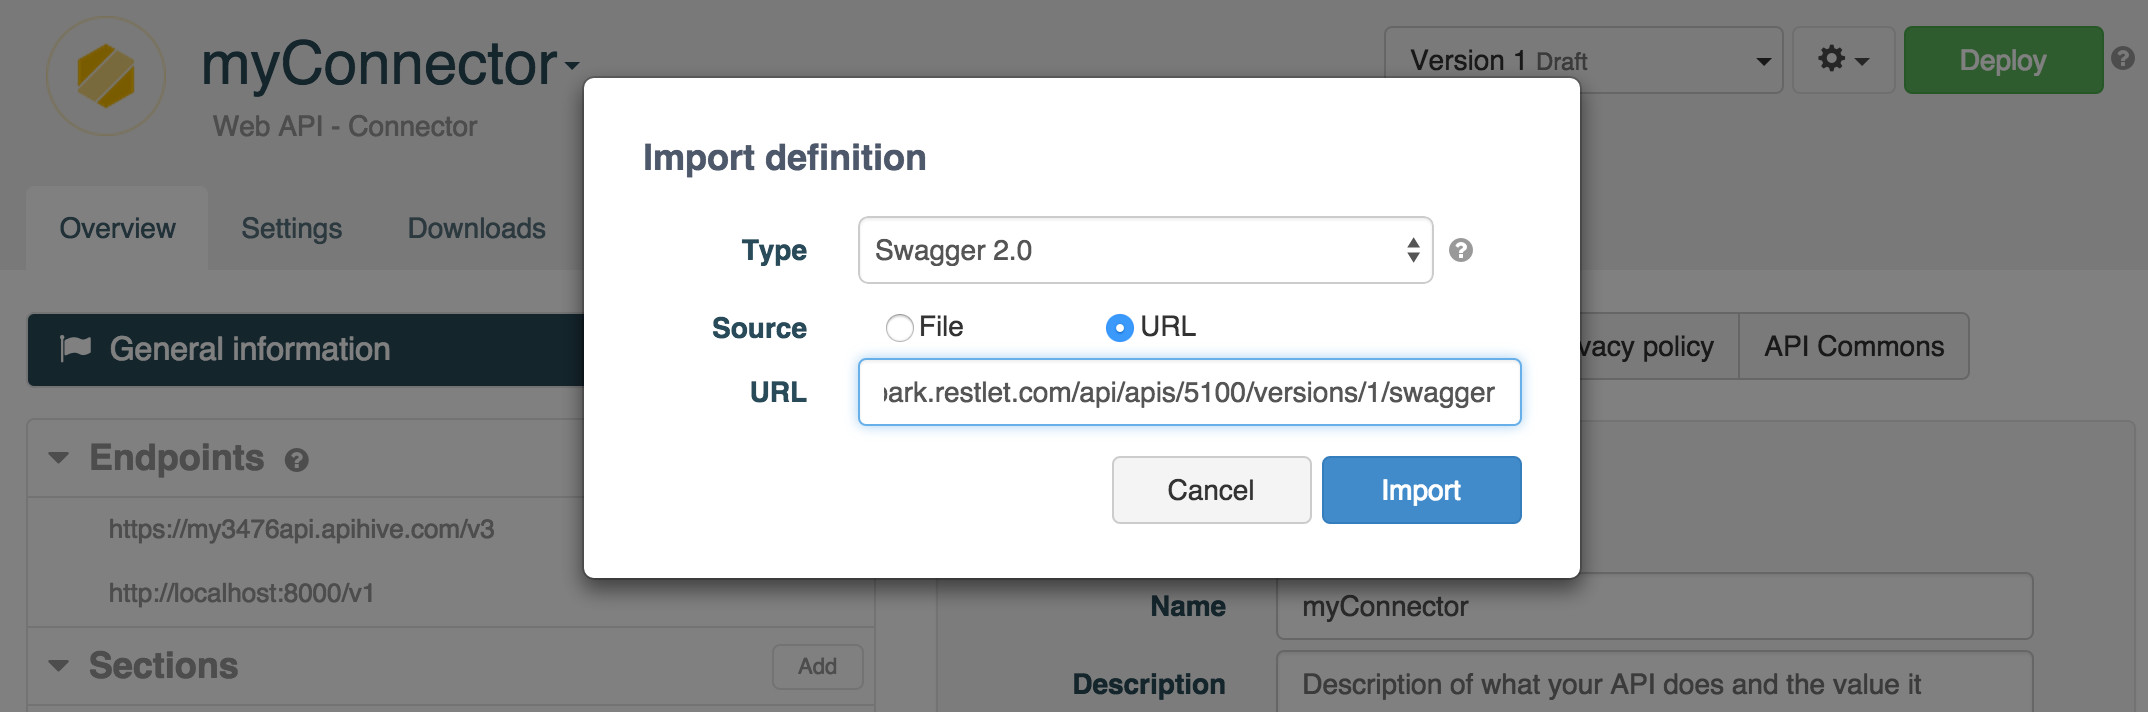 myConnector
Web API - Connector
Version 1 Draft
Deploy
Overview
Settings
Downloads
General information
Endpoints
https://my3476api.apihive.com/v3
http://localhost:8000/v1
Sections
Add
Import definition
Type
Swagger 2.0
Source
File
URL
URL
park.restlet.com/api/apis/5100/versions/1/swagger
Cancel
Import
vacy policy
API Commons
Name
myConnector
Description
Description of what your API does and the value it